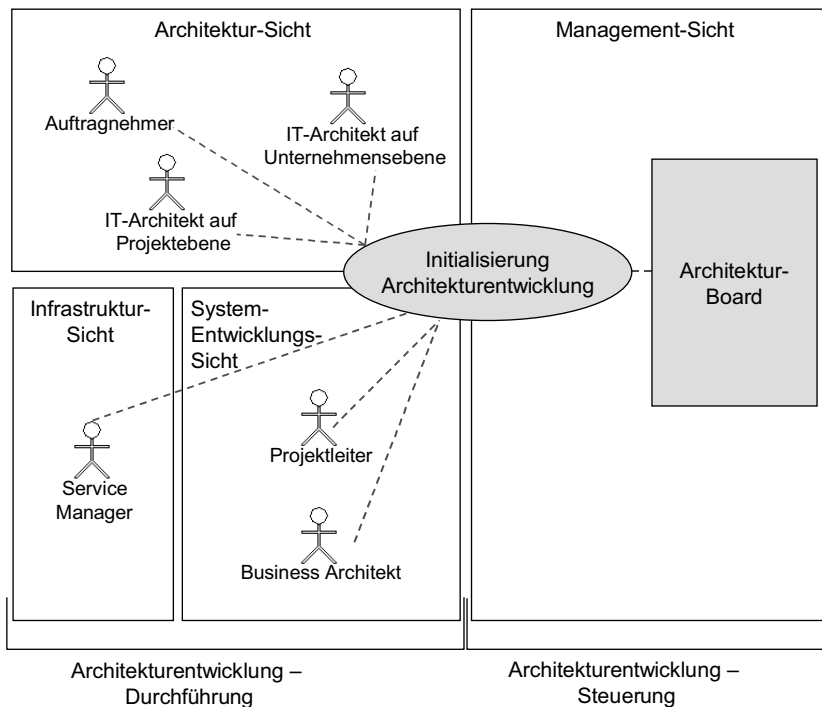 Architektur-Sicht
Management-Sicht
Auftragnehmer
IT-Architekt auf
Unternehmensebene
IT-Architekt auf
Projektebene
Initialisierung
Architekturentwicklung
Architektur-
Board
Infrastruktur-
Sicht
System-
Entwicklungs-
Sicht
Projektleiter
Service
Manager
Business Architekt
Architekturentwicklung –
Durchführung
Architekturentwicklung –
Steuerung